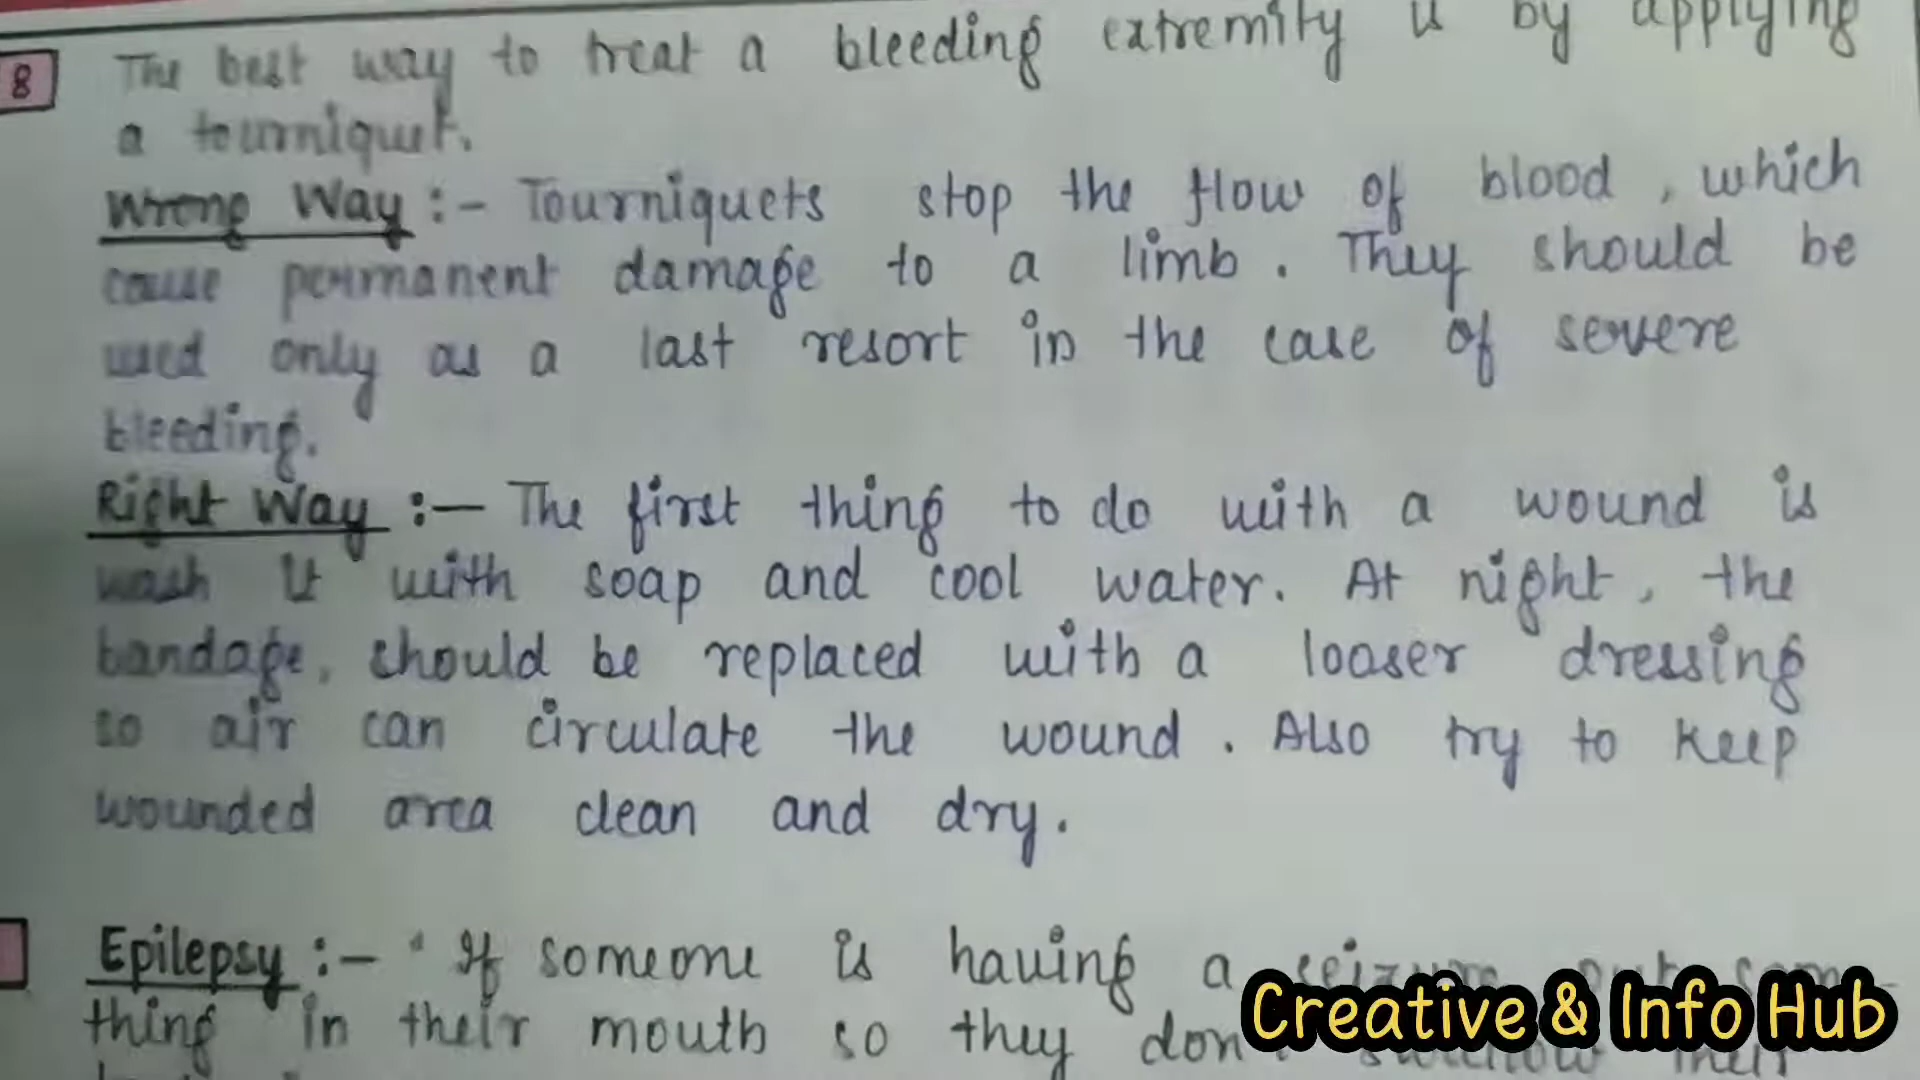 8 The best way to treat a bleeding extremity is by applying
a tourniquet.
Wrong Way :- Tourniquets stop the flow of blood, which
cause permanent damage to a limb. They should be
used only as a last resort in the case of severe
bleeding.
Right Way :- The first thing to do with a wound is
wash it with soap and cool water. At night, the
bandage, should be replaced with a looser dressing
so air can circulate the wound. Also try to keep
wounded area clean and dry.
Epilepsy :- If someone is having a seizure put some-
thing in their mouth so they don't swallow their
Creative & Info Hub